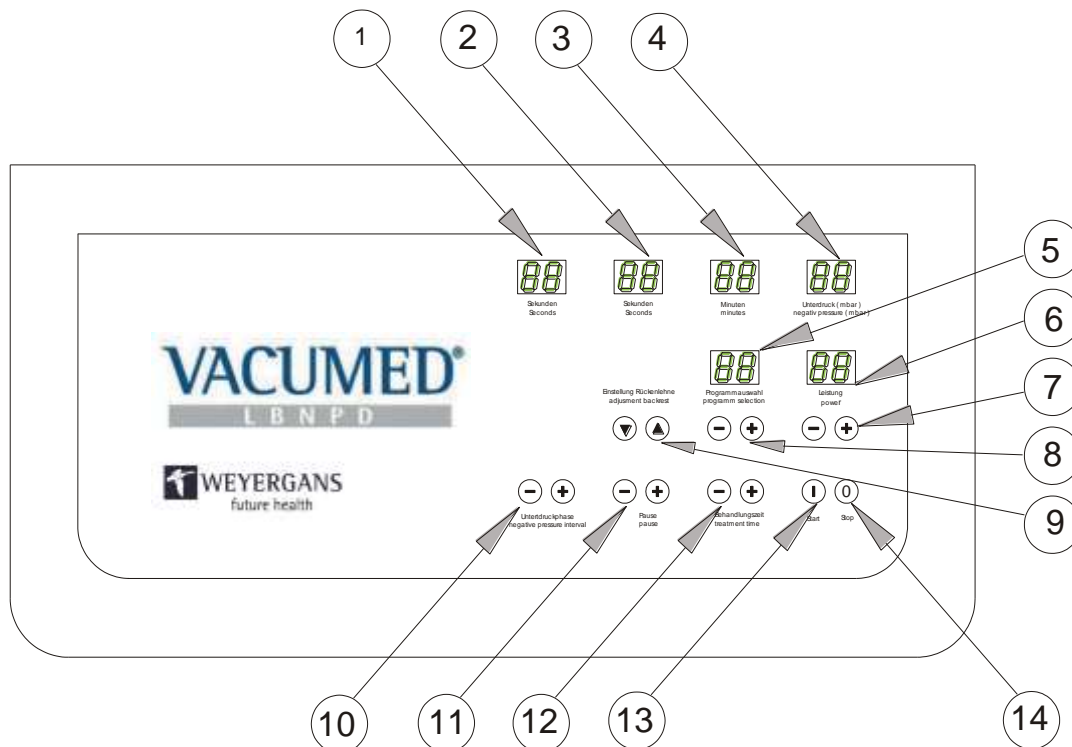 1 2 3 4
88 88 88 88
Sekunden
Seconds
Sekunden
Seconds
Minuten
minutes
Unterdruck ( mbar )
negativ pressure ( mbar )
5
6
88 88
VACUMED®
LBNPD
Einstellung Rückenlehne
adjusment backrest
Programmauswahl
programm selection
Leistung
power
7
8
WEYERGANS
future health
9
Unterdruckphase
negative pressure interval
Pause
pause
Behandlungszeit
treatment time
I 0
Start Stop
10 11 12 13 14